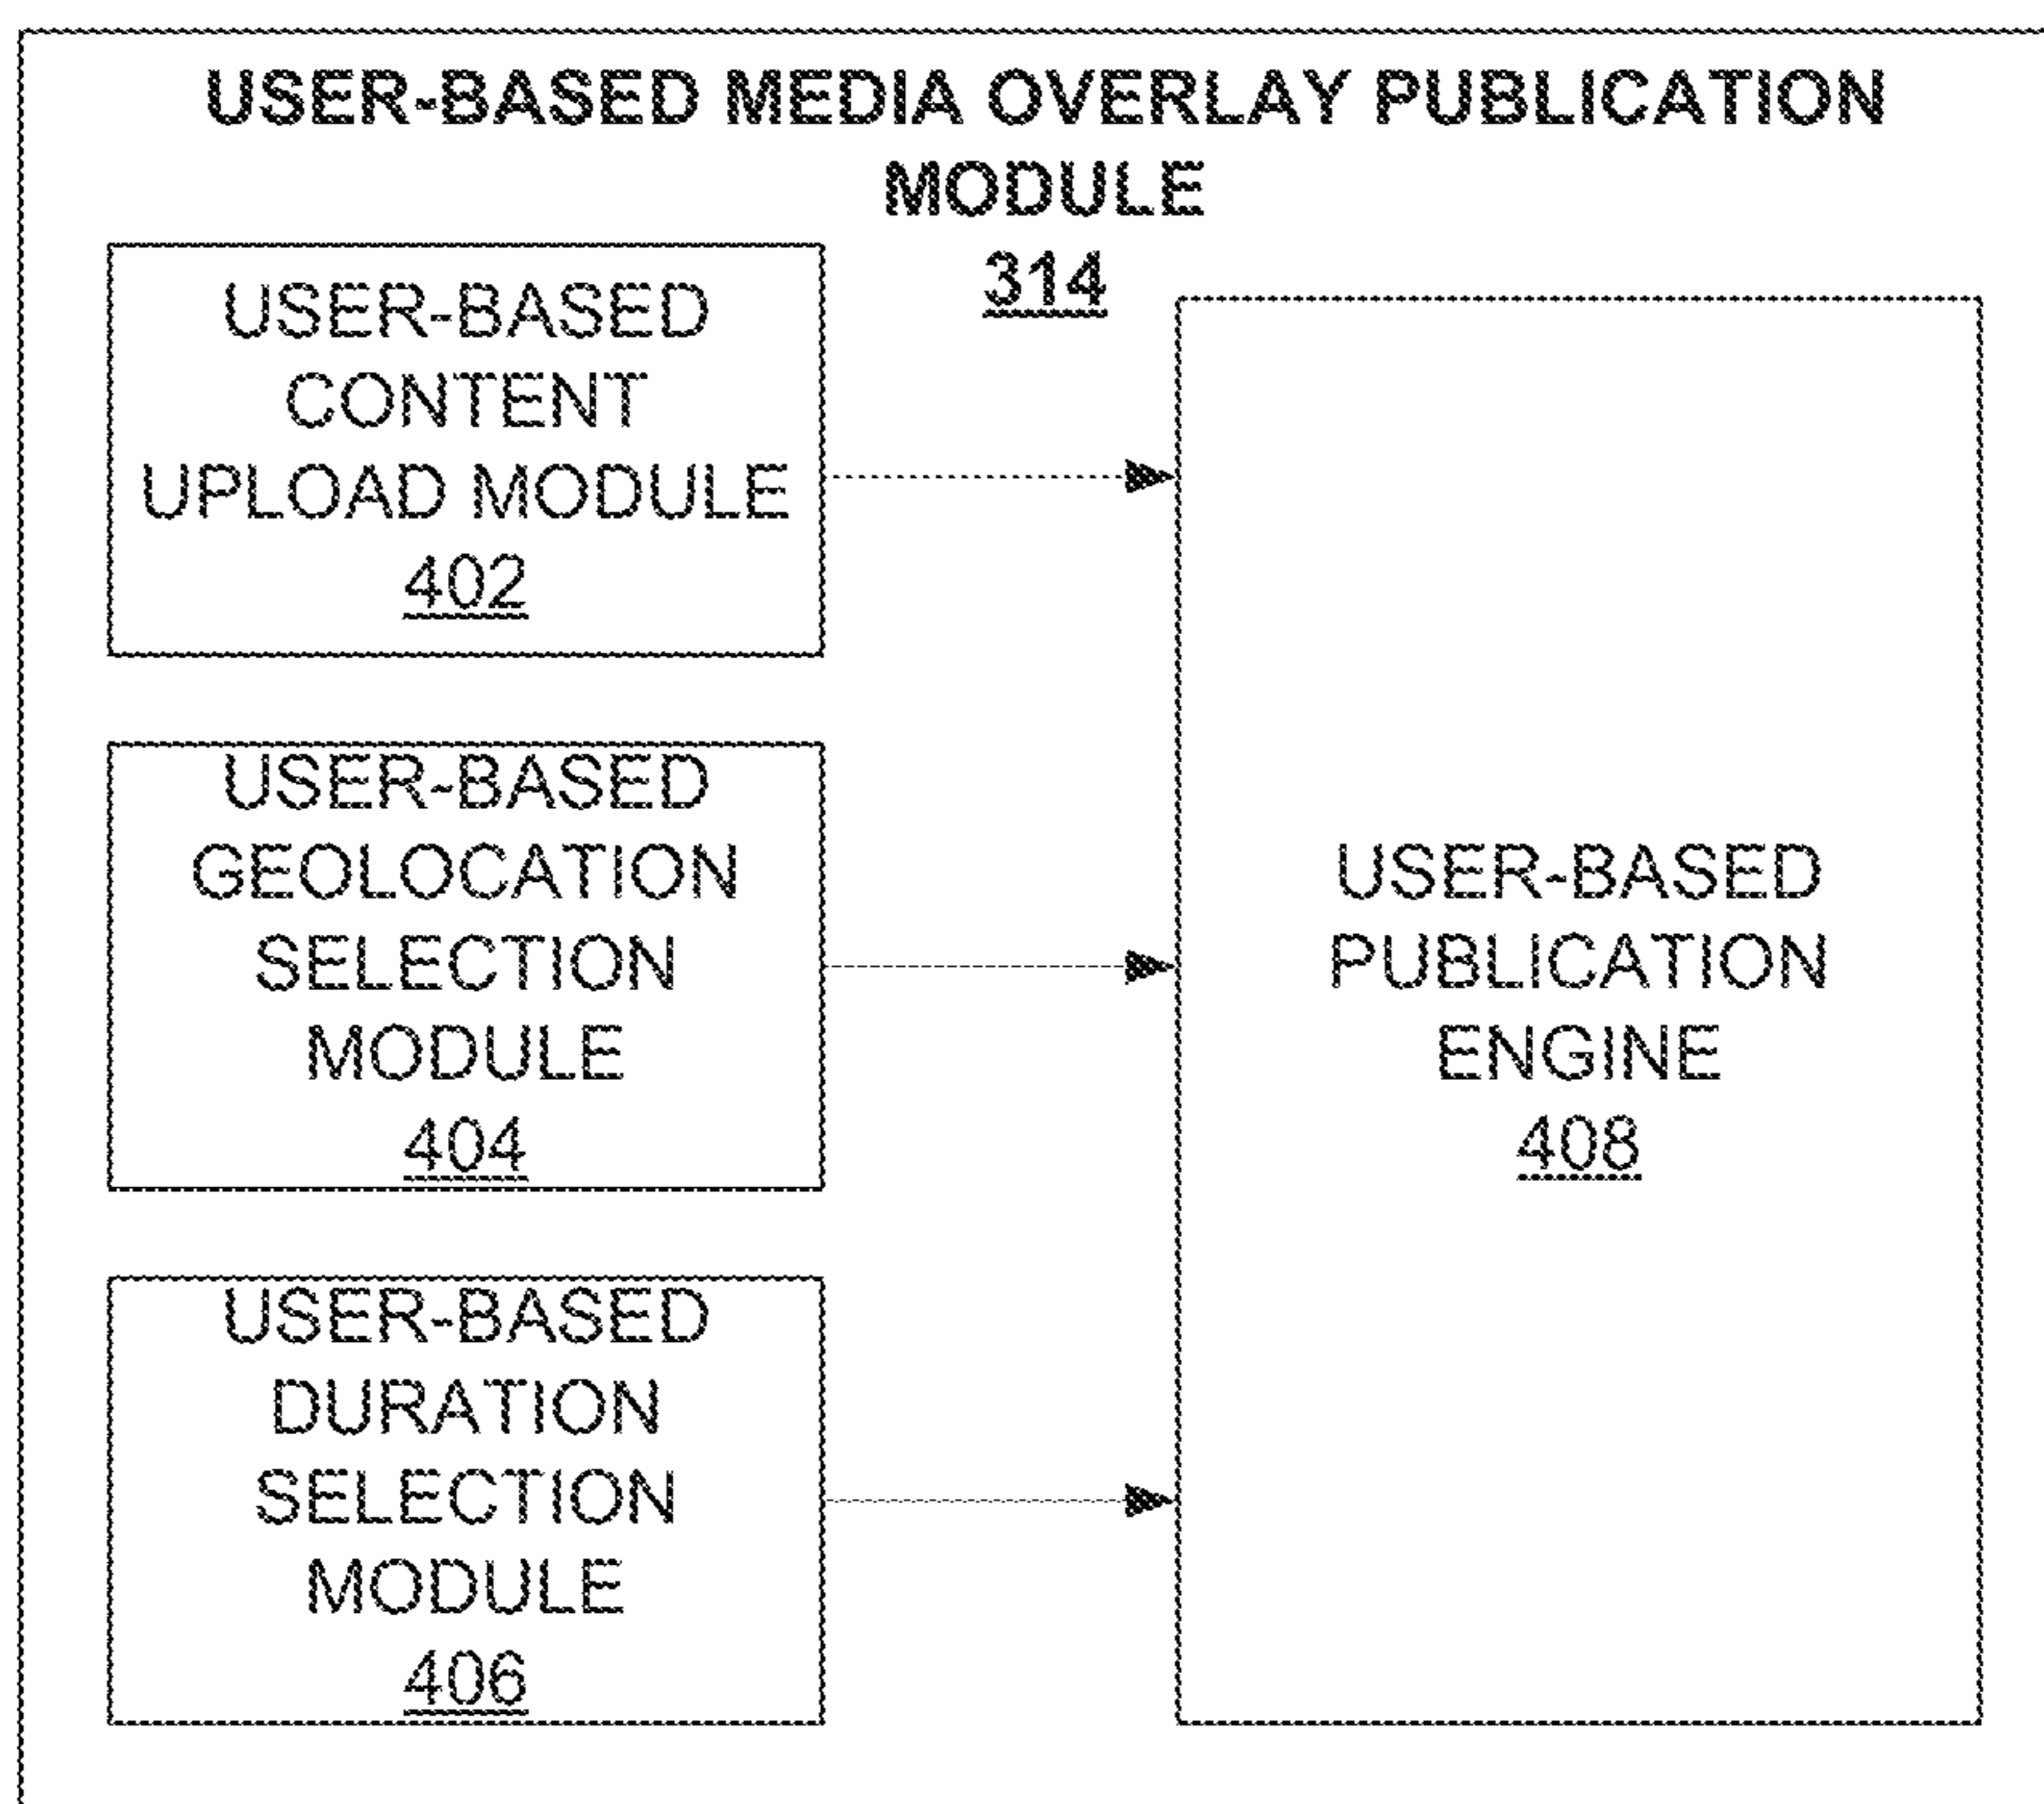 USER-BASED MEDIA OVERLAY PUBLICATION
MODULE
314
USER-BASED
CONTENT
UPLOAD MODULE
402
USER-BASED
GEOLOCATION
SELECTION
MODULE
404
USER-BASED
DURATION
SELECTION
MODULE
406
USER-BASED
PUBLICATION
ENGINE
408